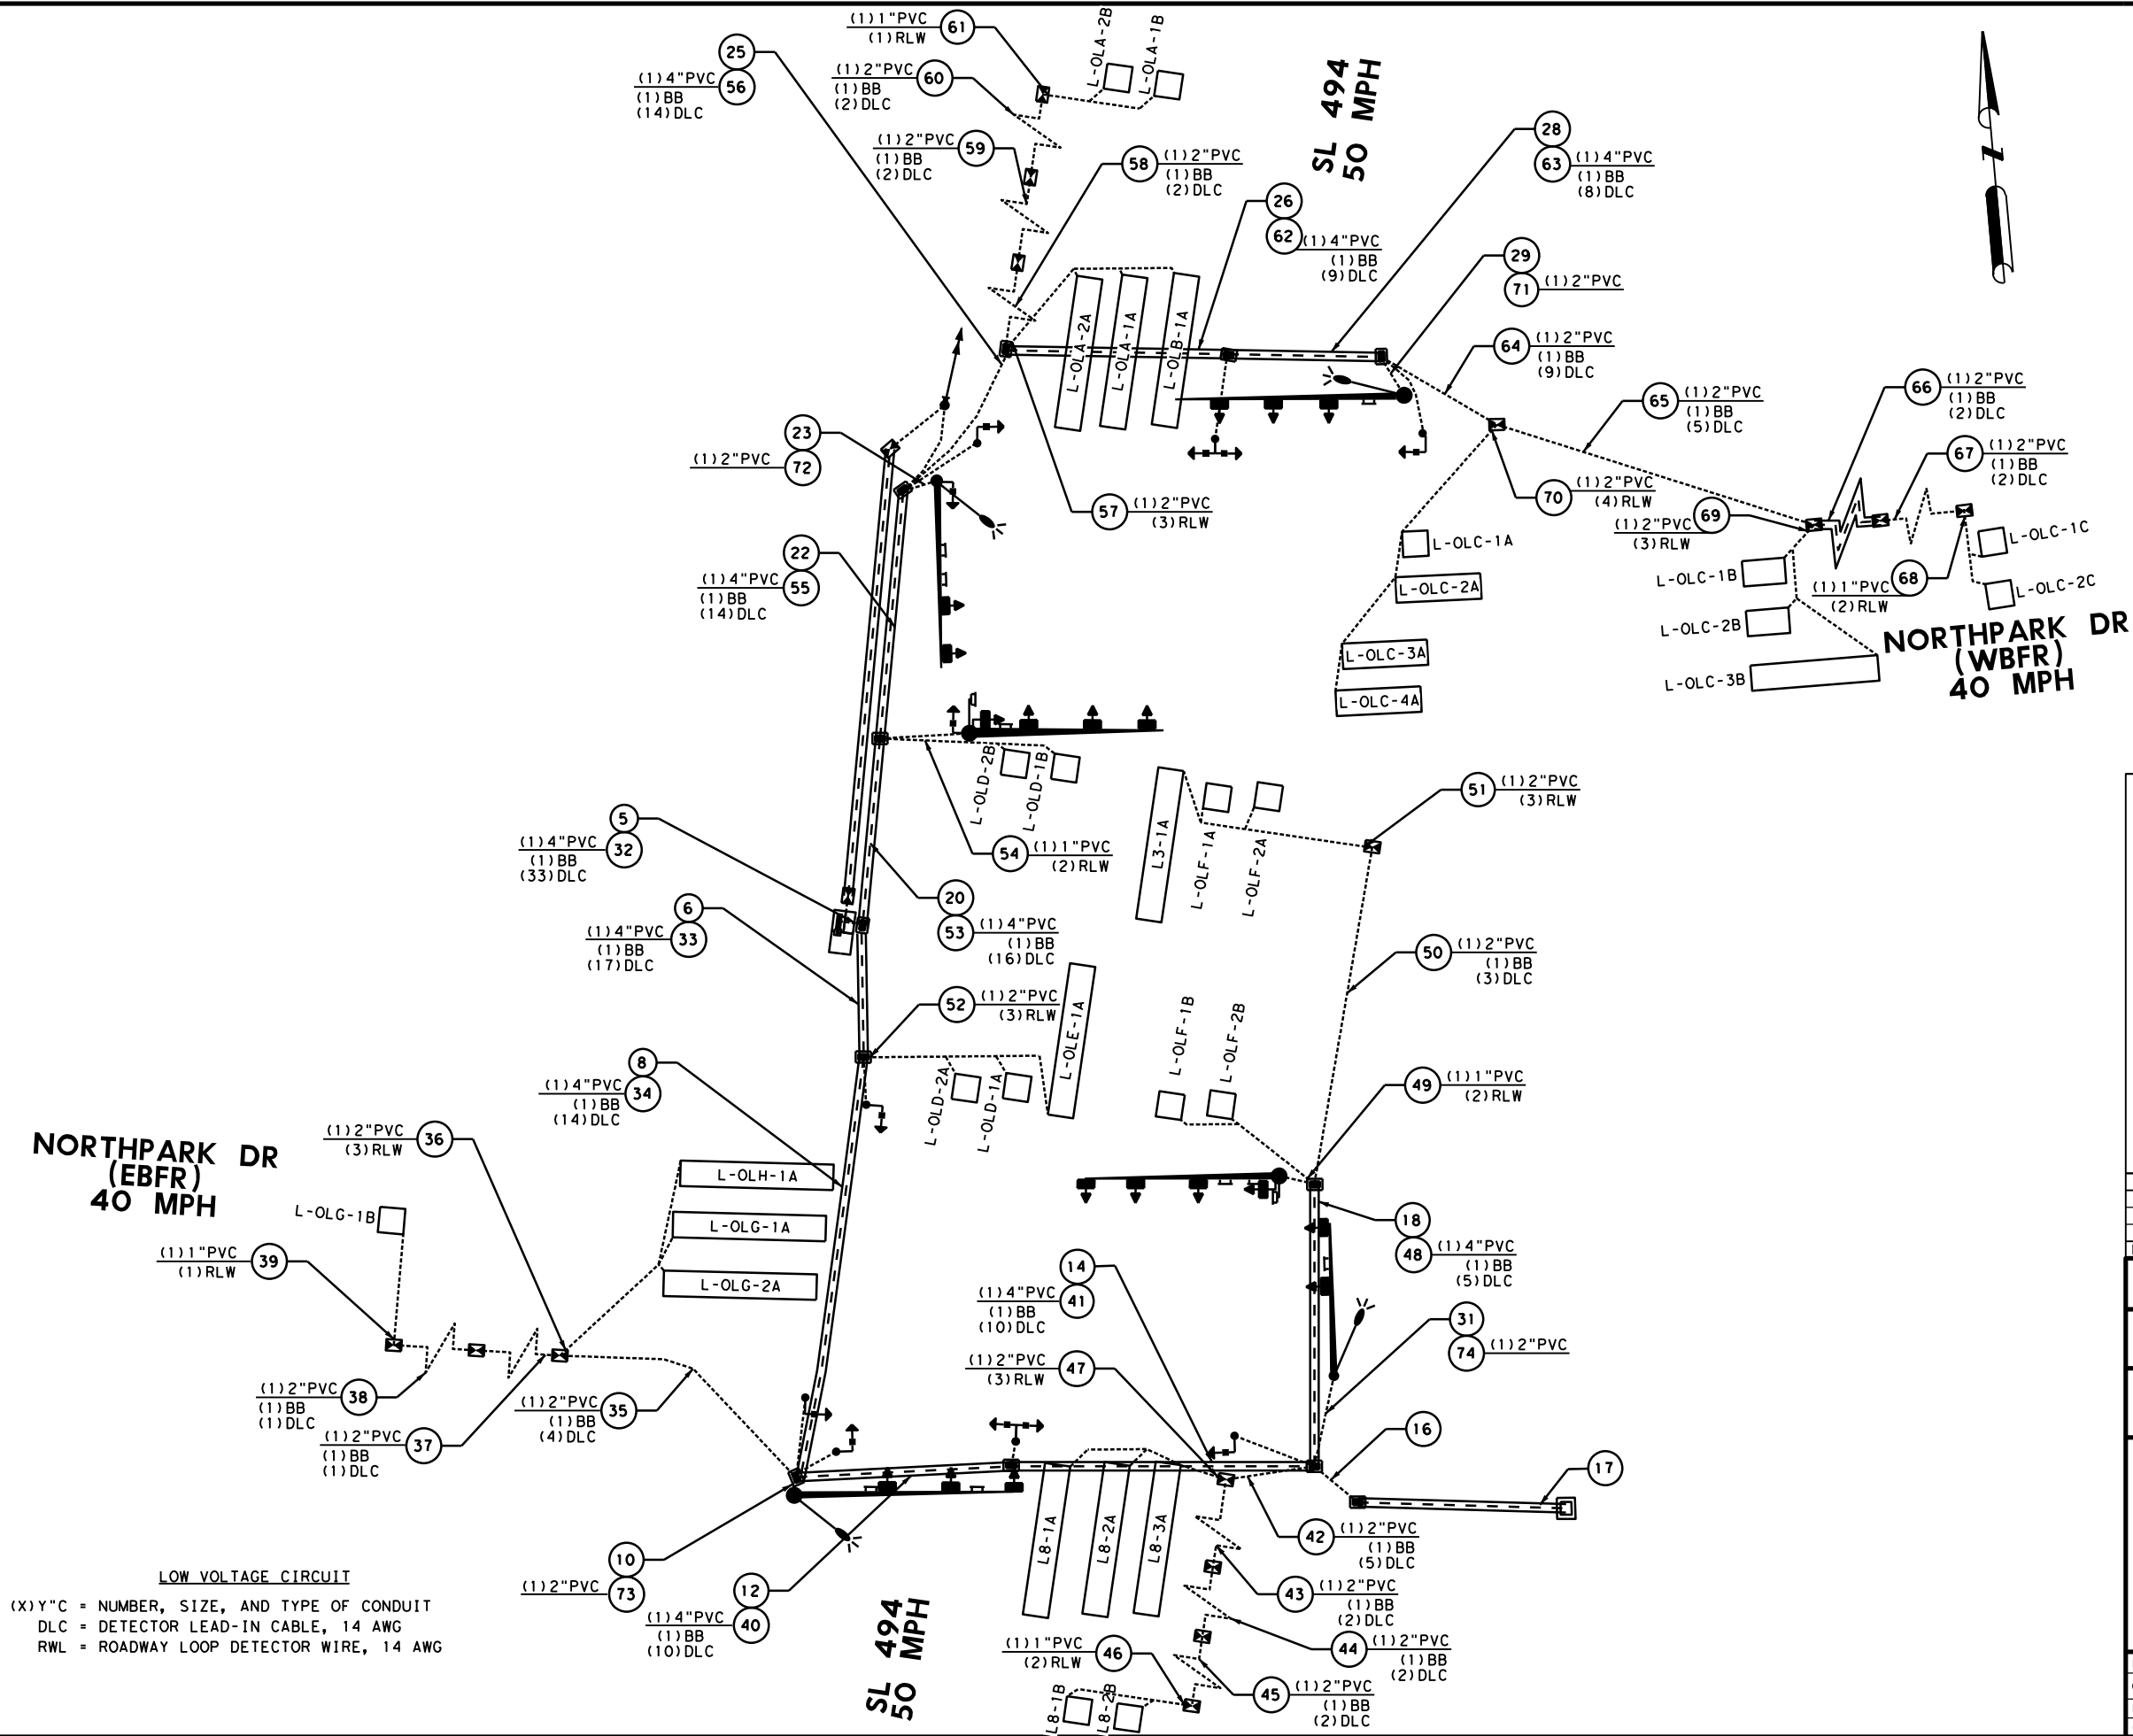 (1)1"PVC
(1)RLW
61
25
(1)4"PVC
56
(1)BB
(14)DLC
(1)2"PVC
60
(1)BB
(2)DLC
L-OLA-2B
L-OLA-1B
SL 494
50 MPH
(1)2"PVC
59
(1)BB
(2)DLC
58
(1)2"PVC
(1)BB
(2)DLC
28
63
(1)4"PVC
(1)BB
(8)DLC
26
62
(1)4"PVC
(1)BB
(9)DLC
29
71
(1)2"PVC
Z
64
(1)2"PVC
(1)BB
(9)DLC
L-OLA-2A
L-OLA-1A
L-OLB-1A
65
(1)2"PVC
(1)BB
(5)DLC
66
(1)2"PVC
(1)BB
(2)DLC
23
(1)2"PVC
72
67
(1)2"PVC
(1)BB
(2)DLC
57
(1)2"PVC
(3)RLW
70
(1)2"PVC
(4)RLW
69
(1)2"PVC
(3)RLW
L-OLC-1A
L-OLC-2A
L-OLC-3A
L-OLC-4A
L-OLC-1B
L-OLC-2B
L-OLC-3B
(1)1"PVC
68
(2)RLW
L-OLC-1C
L-OLC-2C
NORTHPARK DR
(WBFR)
40 MPH
22
(1)4"PVC
55
(1)BB
(14)DLC
L-OLD-2B
L-OLD-1B
L3-1A
L-OLF-1A
L-OLF-2A
51
(1)2"PVC
(3)RLW
5
(1)4"PVC
32
(1)BB
(33)DLC
54
(1)1"PVC
(2)RLW
20
53
(1)4"PVC
(1)BB
(16)DLC
6
(1)4"PVC
33
(1)BB
(17)DLC
50
(1)2"PVC
(1)BB
(3)DLC
52
(1)2"PVC
(3)RLW
L-OLE-1A
L-OLF-1B
L-OLF-2B
8
(1)4"PVC
34
(1)BB
(14)DLC
L-OLD-2A
L-OLD-1A
49
(1)1"PVC
(2)RLW
NORTHPARK DR
(EBFR)
40 MPH
(1)2"PVC
36
(3)RLW
L-OLH-1A
L-OLG-1A
L-OLG-2A
L-OLG-1B
(1)1"PVC
39
(1)RLW
18
48
(1)4"PVC
(1)BB
(5)DLC
14
(1)4"PVC
41
(1)BB
(10)DLC
31
74
(1)2"PVC
(1)2"PVC
47
(3)RLW
(1)2"PVC
38
(1)BB
(1)DLC
(1)2"PVC
35
(1)BB
(4)DLC
(1)2"PVC
37
(1)BB
(1)DLC
16
17
L8-1A
L8-2A
L8-3A
42
(1)2"PVC
(1)BB
(5)DLC
10
(1)2"PVC
73
12
(1)4"PVC
40
(1)BB
(10)DLC
43
(1)2"PVC
(1)BB
(2)DLC
44
(1)2"PVC
(1)BB
(2)DLC
(1)1"PVC
46
(2)RLW
45
(1)2"PVC
(1)BB
(2)DLC
SL 494
50 MPH
L8-1B
L8-2B
LOW VOLTAGE CIRCUIT
(X)Y"C = NUMBER, SIZE, AND TYPE OF CONDUIT
DLC = DETECTOR LEAD-IN CABLE, 14 AWG
RWL = ROADWAY LOOP DETECTOR WIRE, 14 AWG